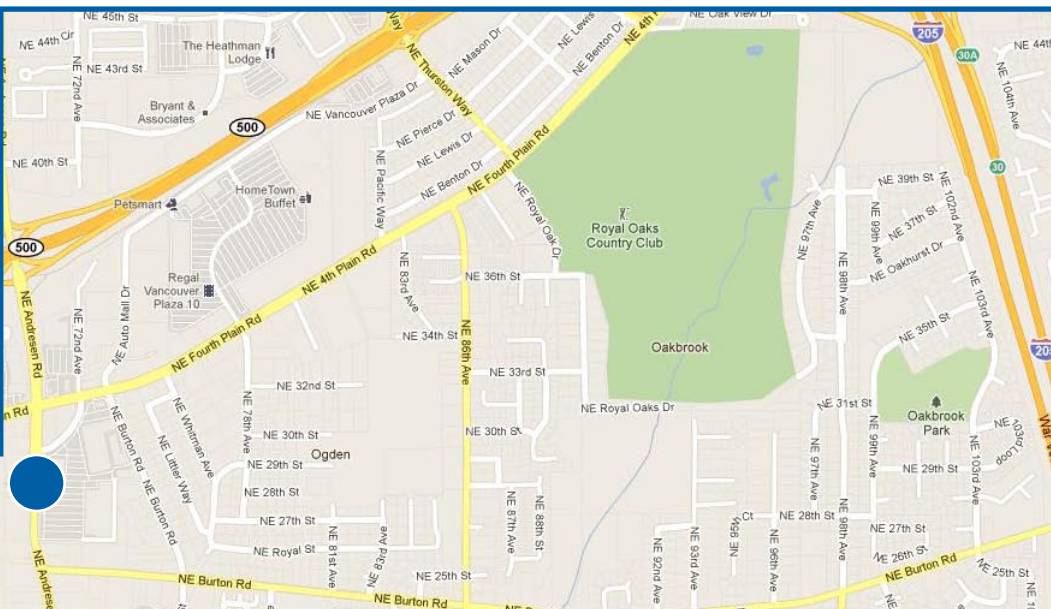 NE 45th St
Way
NE Lewis
NE 4th P
NE Oak View Dr
NE 44th Cir
The Heathman
Lodge
NE Mason Dr
NE Benton Dr
205
30A
NE 44th
NE 43rd St
NE 72nd Ave
NE Thurston Way
NE 104th Ave
Bryant &
Associates
NE Vancouver Plaza Dr
500
NE Pierce Dr
NE Lewis Dr
NE 40th St
NE Pacific Way
NE Benton Dr
NE Fourth Plain Rd
30
NE 39th St
HomeTown
Buffet
Petsmart
NE Royal Oak Dr
Royal Oaks
Country Club
NE 97th Ave
NE 99th Ave
NE 37th St
NE 102nd Ave
500
NE 4th Plain Rd
NE 83rd Ave
NE 36th St
NE 98th Ave
NE Oakhurst Dr
Regal
Vancouver
Plaza 10
NE Auto Mall Dr
NE 72nd Ave
NE Andresen Rd
NE 34th St
NE 86th Ave
Oakbrook
NE 35th St
NE 103rd Ave
205
NE Fourth Plain Rd
NE 33rd St
NE 32nd St
n Rd
NE Royal Oaks Dr
NE 31st St
Oakbrook
Park
NE Burton Rd
NE Whitman Ave
NE 78th Ave
NE 30th St
NE 30th St
NE Littler Way
Ogden
NE 29th St
NE 97th Ave
NE 99th Ave
NE 29th St
NE 103rd Ave
NE 103rd Loop
NE Burton Rd
NE 28th St
NE 87th Ave
NE 88th St
NE 27th St
NE 81st Ave
NE 83rd Ave
Ct
NE 28th St
NE 98th Ave
NE 27th St
NE Royal St
NE 92nd Ave
NE 93rd Ave
NE 95t
NE 96th Ave
NE 26th St
NE Andresen
NE Burton Rd
NE 25th St
NE Burton Rd
NE 25th St
NE Burton Rd